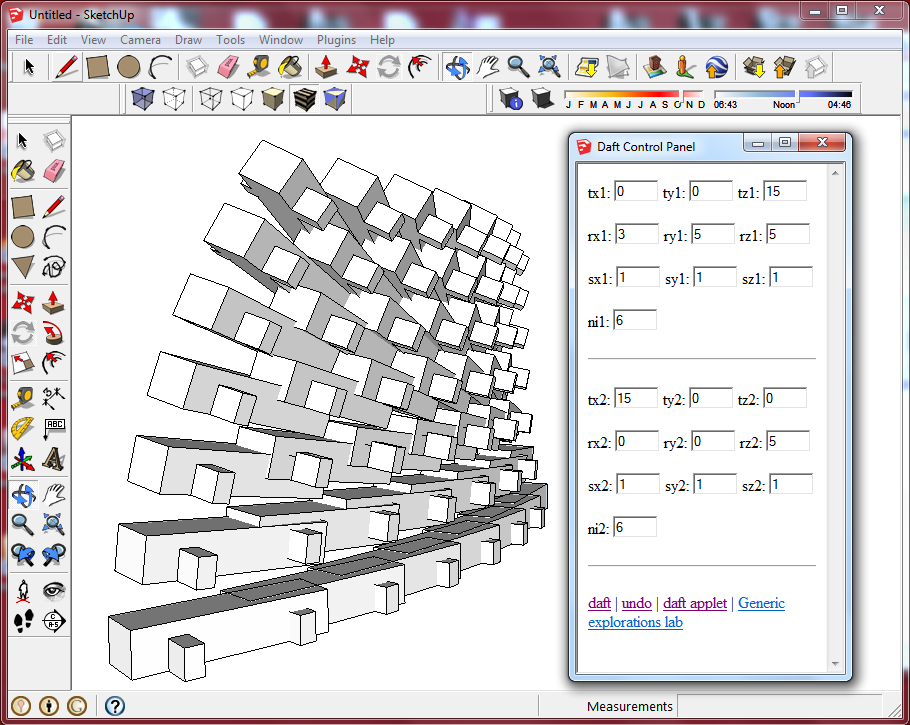 Untitled - SketchUp
File Edit View Camera Draw Tools Window Plugins Help
J F M A M J J A S O N D 06:43 Noon 04:46
Daft Control Panel
tx1: 0 ty1: 0 tz1: 15
rx1: 3 ry1: 5 rz1: 5
sx1: 1 sy1: 1 sz1: 1
ni1: 6
tx2: 15 ty2: 0 tz2: 0
rx2: 0 ry2: 0 rz2: 5
sx2: 1 sy2: 1 sz2: 1
ni2: 6
daft | undo | daft applet | Generic
explorations lab
ABC
Measurements